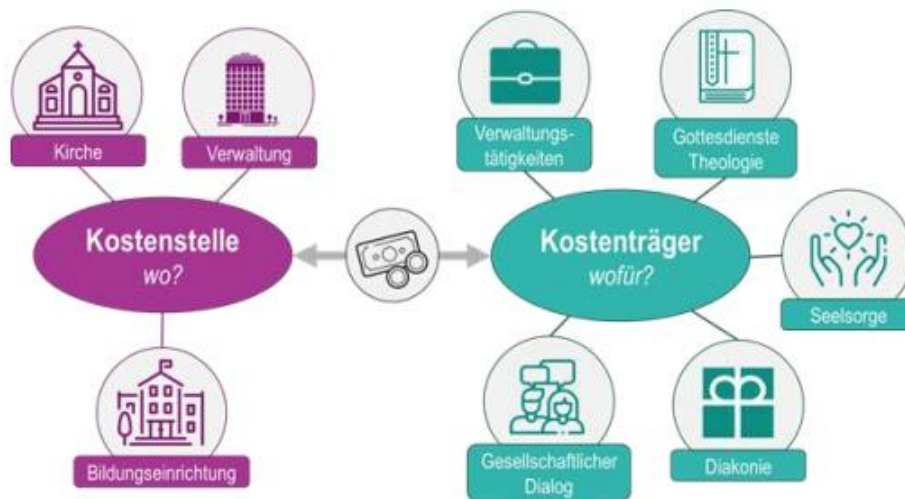 Kirche
Verwaltung
Kostenstelle
wo?
Bildungseinrichtung
Verwaltungs-
tätigkeiten
Gottesdienste
Theologie
Kostenträger
wofür?
Seelsorge
Gesellschaftlicher
Dialog
Diakonie